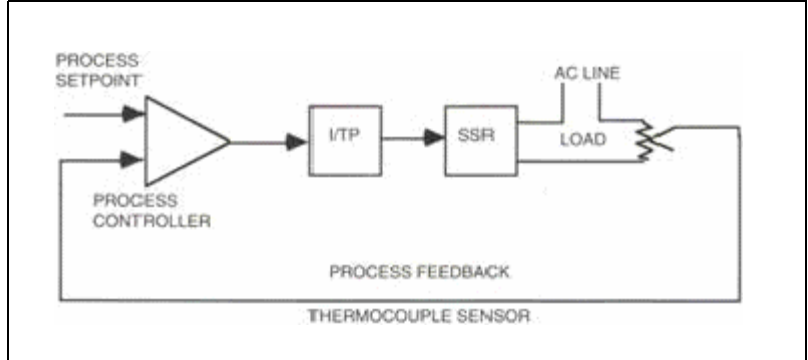 PROCESS
SETPOINT
AC LINE
I/TP
SSR
LOAD
PROCESS
CONTROLLER
PROCESS FEEDBACK
THERMOCOUPLE SENSOR